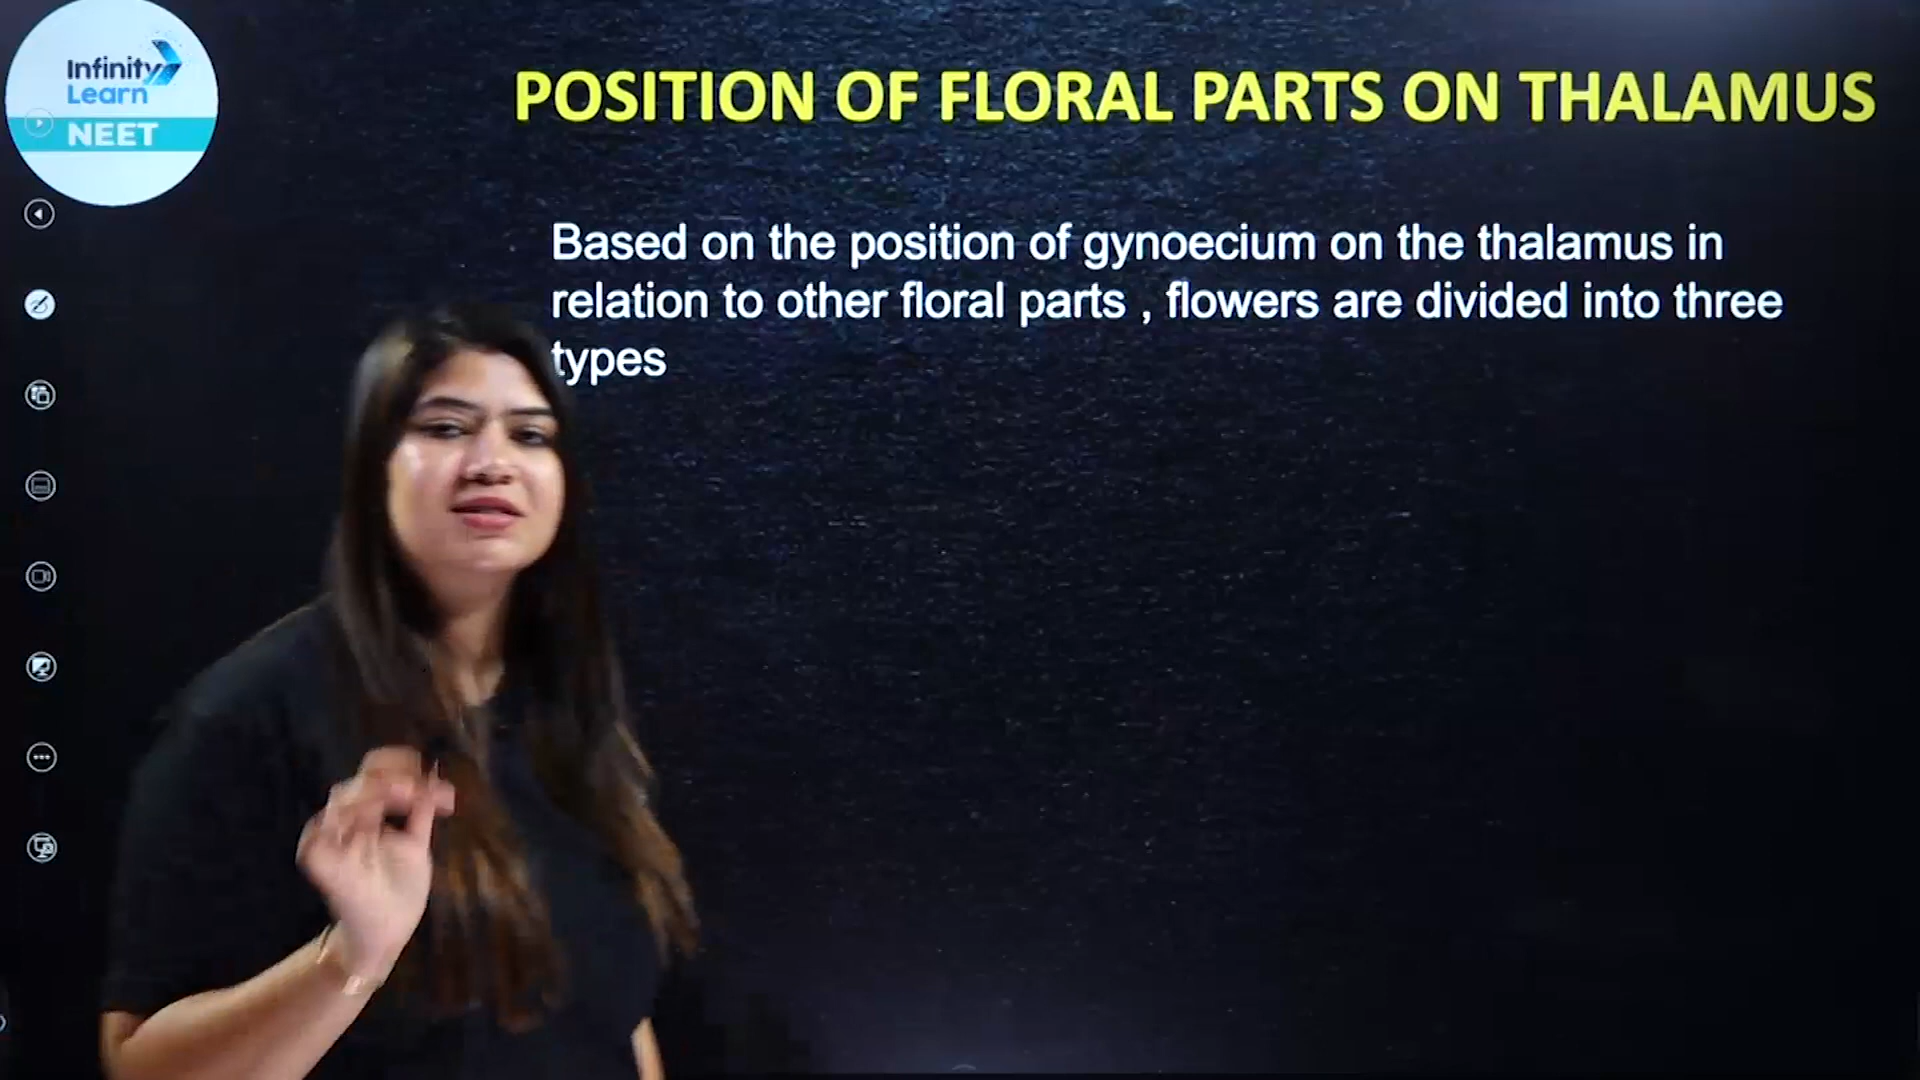 Infinity
Learn
NEET
POSITION OF FLORAL PARTS ON THALAMUS
Based on the position of gynoecium on the thalamus in
relation to other floral parts , flowers are divided into three
types